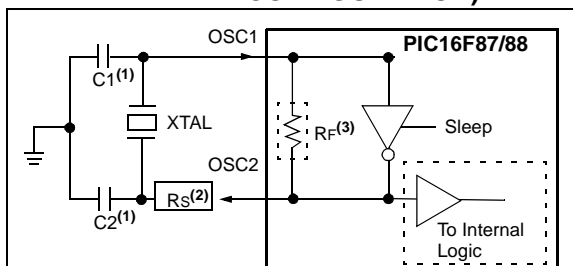 OSC1
PIC16F87/88
C1(1)
XTAL
RF(3)
Sleep
OSC2
RS(2)
C2(1)
To Internal
Logic